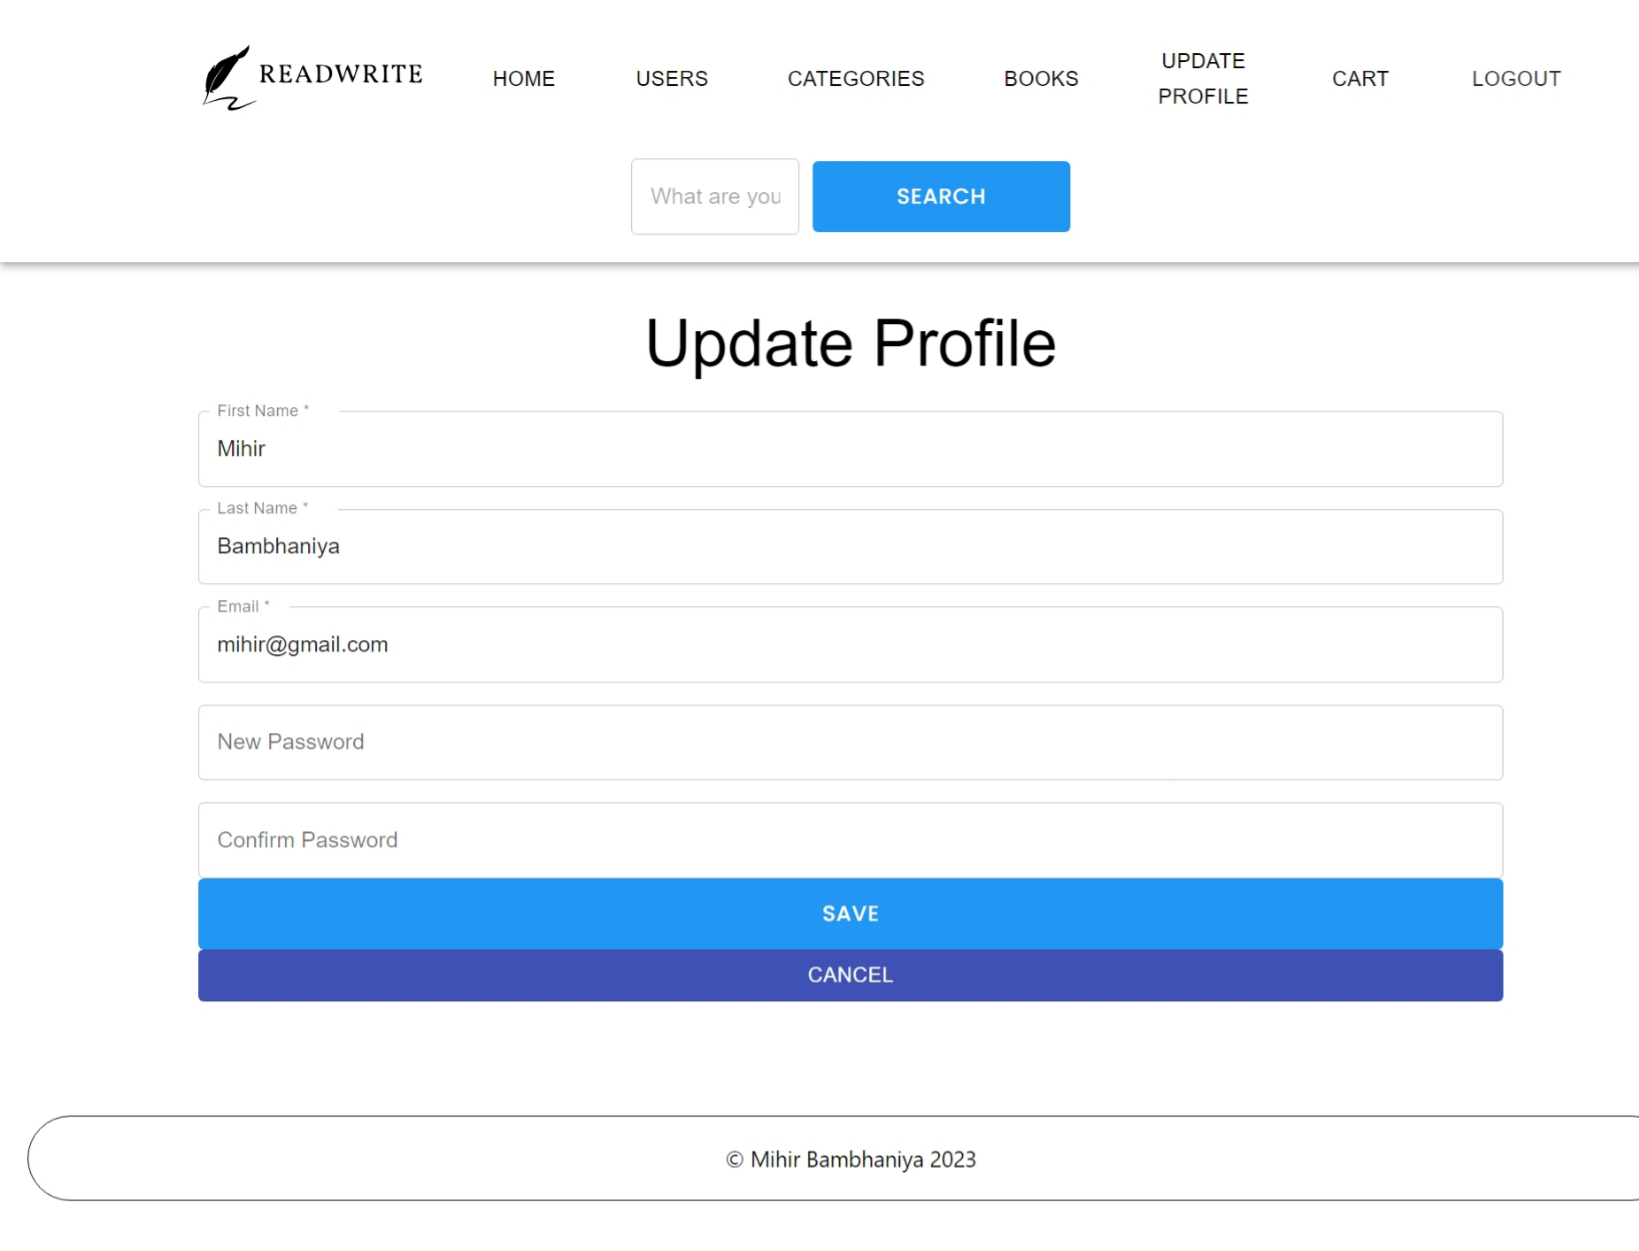 READWRITE
HOME
USERS
CATEGORIES
BOOKS
UPDATE
PROFILE
CART
LOGOUT
What are you
SEARCH
Update Profile
First Name *
Mihir
Last Name *
Bambhaniya
Email *
mihir@gmail.com
New Password
Confirm Password
SAVE
CANCEL
© Mihir Bambhaniya 2023